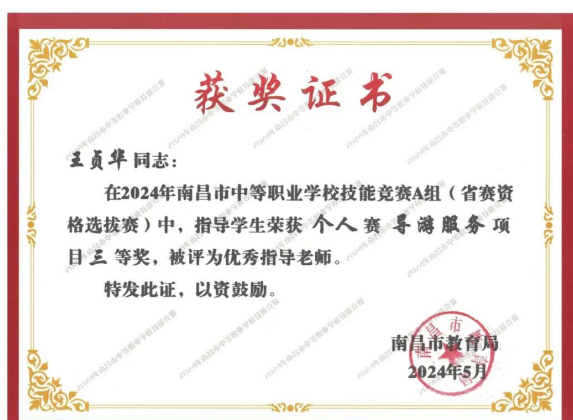 获奖证书
王贞华同志：
在2024年南昌市中等职业学校技能竞赛A组（省赛资
格选拔赛）中，指导学生荣获 个人赛 导游服务 项
目 三 等奖，被评为优秀指导老师。
特发此证，以资鼓励。
南昌市教育局
2024年5月